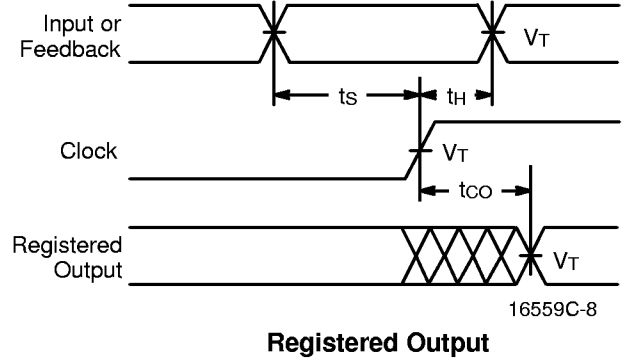 Input or
Feedback
VT
tS
tH
Clock
VT
tCO
Registered
Output
VT
16559C-8
Registered Output